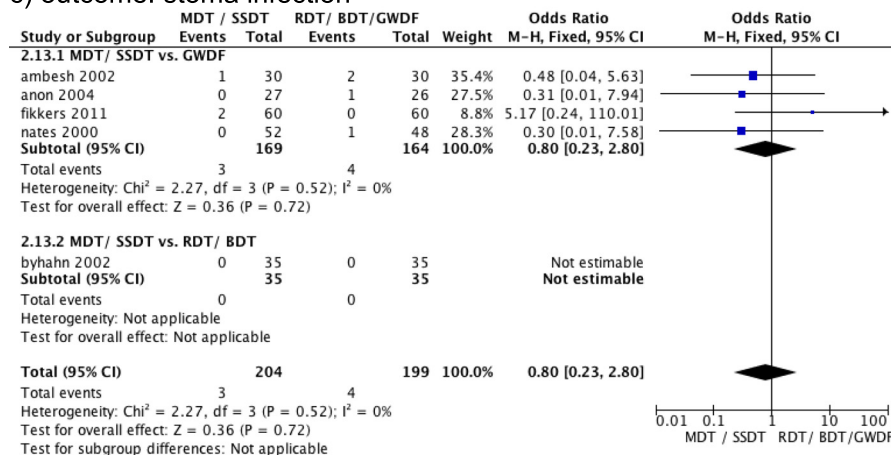 c) outcome: stoma infection
MDT / SSDT RDT/ BDT/GWDF Odds Ratio Odds Ratio
Study or Subgroup Events Total Events Total Weight M-H, Fixed, 95% CI M-H, Fixed, 95% CI
2.13.1 MDT/ SSDT vs. GWDF
ambesh 2002 1 30 2 30 35.4% 0.48 [0.04, 5.63]
anon 2004 0 27 1 26 27.5% 0.31 [0.01, 7.94]
fikkers 2011 2 60 0 60 8.8% 5.17 [0.24, 110.01]
nates 2000 0 52 1 48 28.3% 0.30 [0.01, 7.58]
Subtotal (95% CI) 169 164 100.0% 0.80 [0.23, 2.80]
Total events 3 4
Heterogeneity: Chi² = 2.27, df = 3 (P = 0.52); I² = 0%
Test for overall effect: Z = 0.36 (P = 0.72)
2.13.2 MDT/ SSDT vs. RDT/ BDT
byhahn 2002 0 35 0 35 Not estimable
Subtotal (95% CI) 35 35 Not estimable
Total events 0 0
Heterogeneity: Not applicable
Test for overall effect: Not applicable
Total (95% CI) 204 199 100.0% 0.80 [0.23, 2.80]
Total events 3 4
Heterogeneity: Chi² = 2.27, df = 3 (P = 0.52); I² = 0%
Test for overall effect: Z = 0.36 (P = 0.72)
Test for subgroup differences: Not applicable
0.01 0.1 1 10 100
MDT / SSDT RDT/ BDT/GWDF